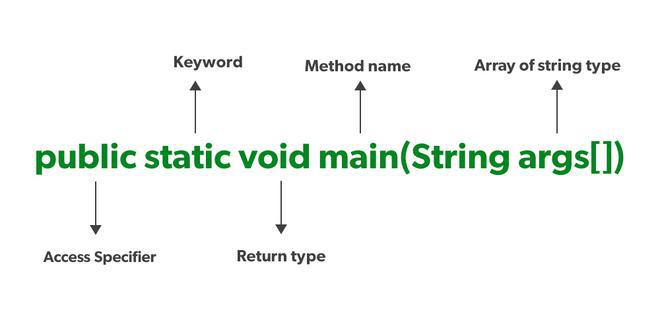 Keyword
Method name
Array of string type
public static void main(String args[])
Access Specifier
Return type